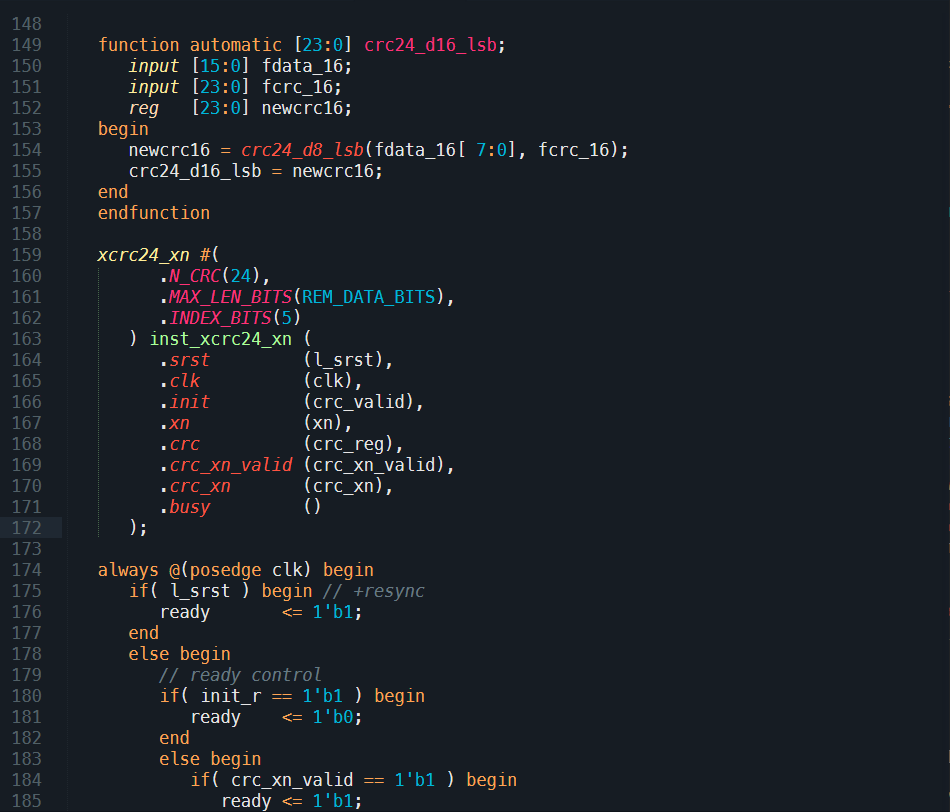 148
149 function automatic [23:0] crc24_d16_lsb;
150 input [15:0] fdata_16;
151 input [23:0] fcrc_16;
152 reg [23:0] newcrc16;
153 begin
154 newcrc16 = crc24_d8_lsb(fdata_16[ 7:0], fcrc_16);
155 crc24_d16_lsb = newcrc16;
156 end
157 endfunction
158
159 xcrc24_xn #(
160 .N_CRC(24),
161 .MAX_LEN_BITS(REM_DATA_BITS),
162 .INDEX_BITS(5)
163 ) inst_xcrc24_xn (
164 .srst (l_srst),
165 .clk (clk),
166 .init (crc_valid),
167 .xn (xn),
168 .crc (crc_reg),
169 .crc_xn_valid (crc_xn_valid),
170 .crc_xn (crc_xn),
171 .busy ()
172 );
173
174 always @(posedge clk) begin
175 if( l_srst ) begin // +resync
176 ready <= 1'b1;
177 end
178 else begin
179 // ready control
180 if( init_r == 1'b1 ) begin
181 ready <= 1'b0;
182 end
183 else begin
184 if( crc_xn_valid == 1'b1 ) begin
185 ready <= 1'b1;